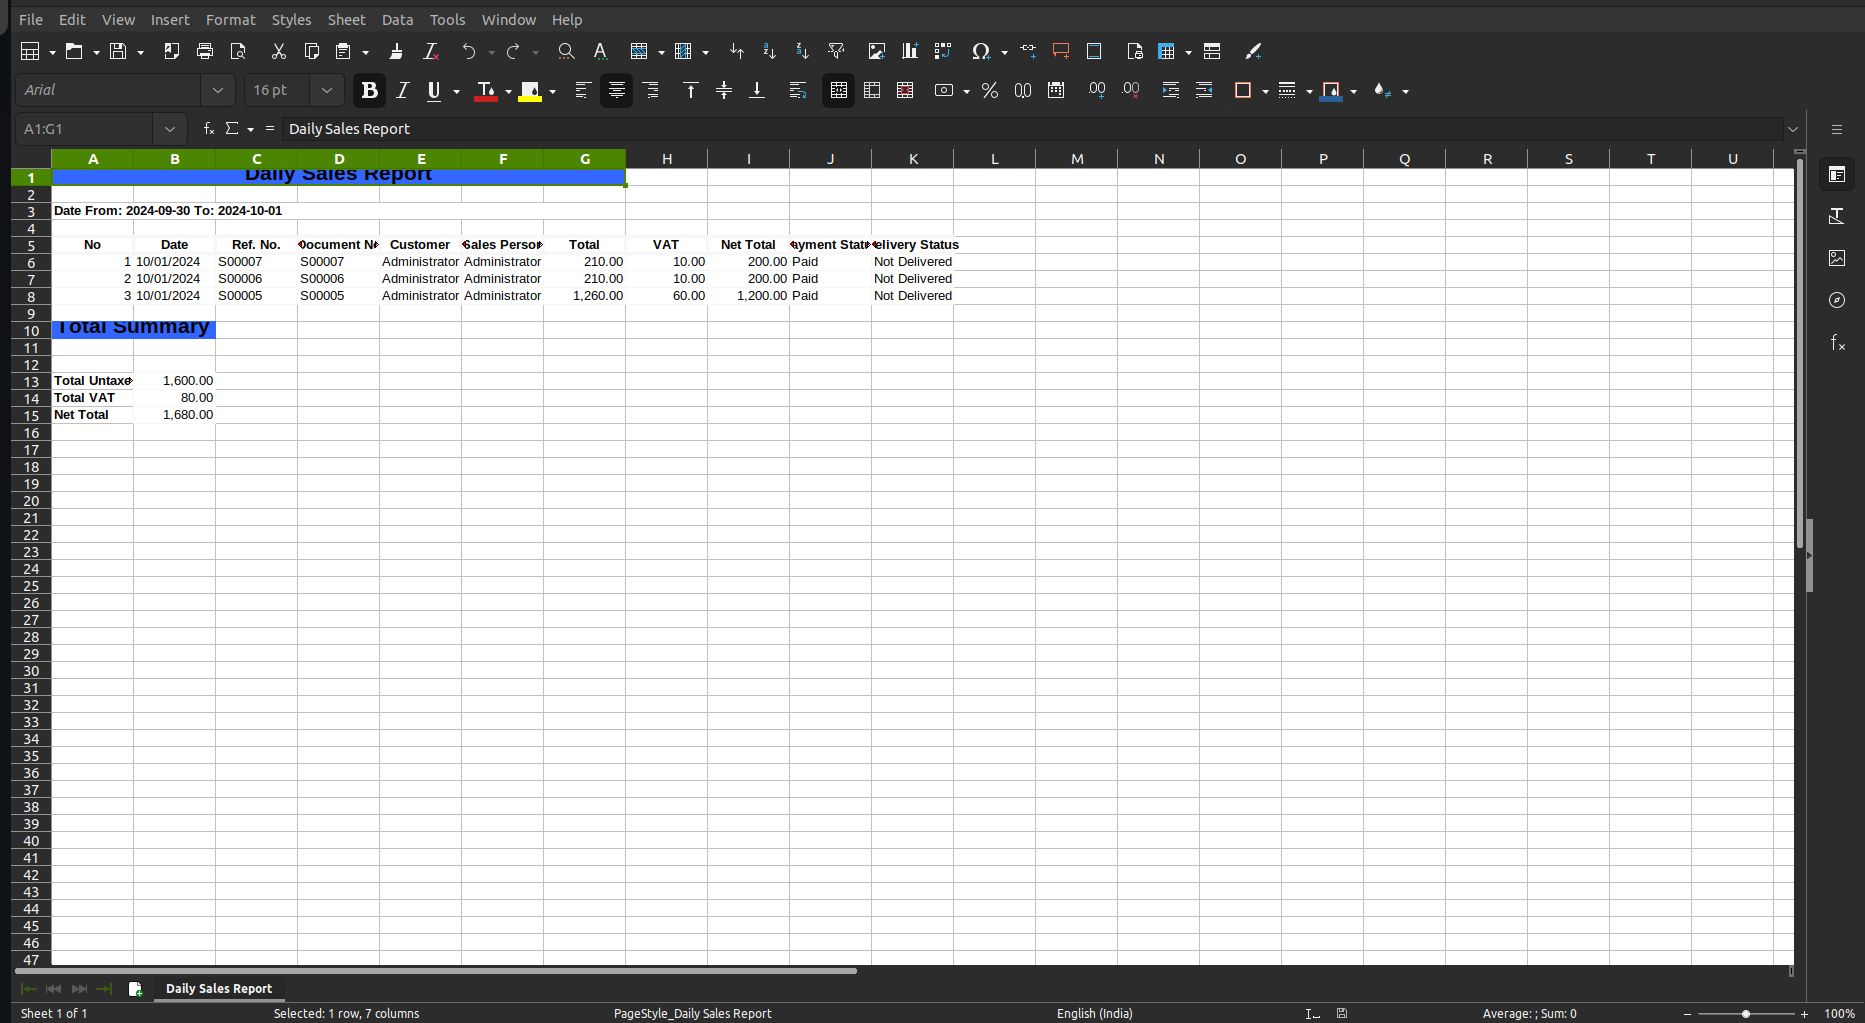 File Edit View Insert Format Styles Sheet Data Tools Window Help
Arial 16 pt
A1:G1 Daily Sales Report
A B C D E F G H I J K L M N O P Q R S T U
1 Daily Sales Report
2
3 Date From: 2024-09-30 To: 2024-10-01
4
5 No Date Ref. No. Customer Total VAT Net Total
6 1 10/01/2024 S00007 S00007 Administrator Administrator 210.00 10.00 200.00 Paid Not Delivered
7 2 10/01/2024 S00006 S00006 Administrator Administrator 210.00 10.00 200.00 Paid Not Delivered
8 3 10/01/2024 S00005 S00005 Administrator Administrator 1,260.00 60.00 1,200.00 Paid Not Delivered
9
10 Total Summary
11
12
13 Total Untaxe 1,600.00
14 Total VAT 80.00
15 Net Total 1,680.00
16
17
18
19
20
21
22
23
24
25
26
27
28
29
30
31
32
33
34
35
36
37
38
39
40
41
42
43
44
45
46
47
Daily Sales Report
Sheet 1 of 1 Selected: 1 row, 7 columns PageStyle_Daily Sales Report English (India) Average: ; Sum: 0 100%